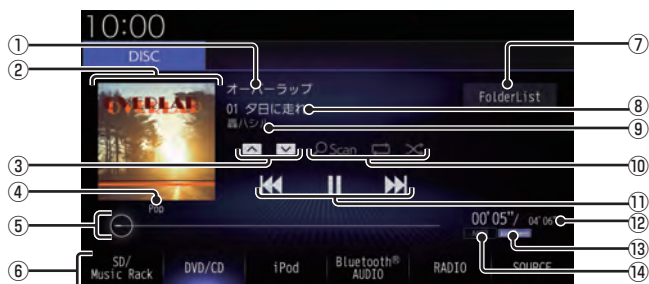 10:00
DISC
① ② ③ ④ ⑤ ⑥
⑦ ⑧ ⑨ ⑩ ⑪ ⑫ ⑬ ⑭
OVERLAP
オーバーラップ
FolderList
01 夕日に走れ
轟ハシル
Scan
Pop
00'05"/ 04'06"
SD/
Music Rack
DVD/CD
iPod
Bluetooth®
AUDIO
RADIO
SOURCE